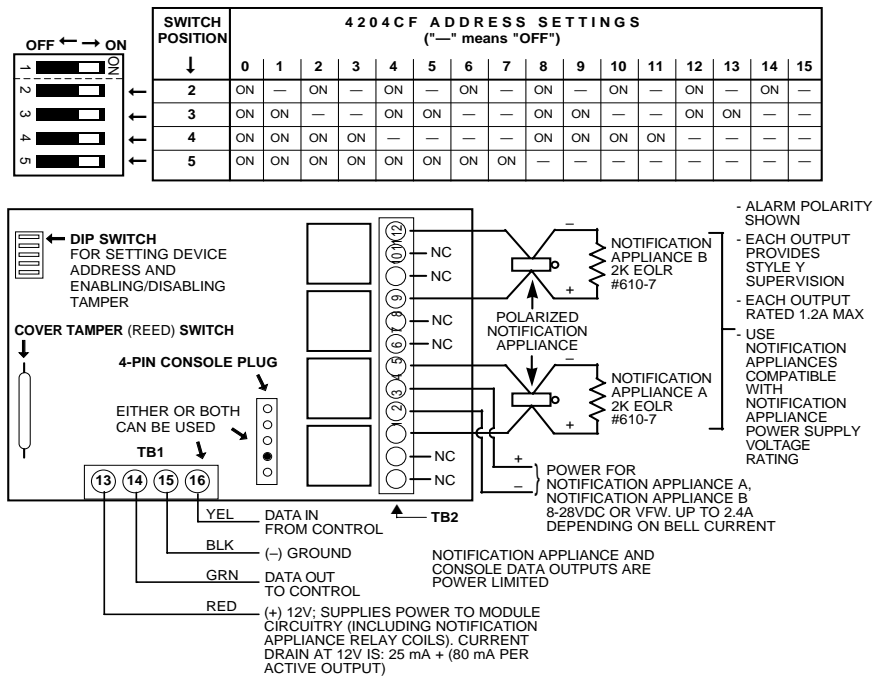 OFF ← → ON
ON
1
2
3
4
5
SWITCH POSITION ↓
4204CF ADDRESS SETTINGS
("—" means "OFF")
0 1 2 3 4 5 6 7 8 9 10 11 12 13 14 15
2 ON — ON — ON — ON — ON — ON — ON — ON —
3 ON ON — — ON ON — — ON ON — — ON ON — —
4 ON ON ON ON — — — — ON ON ON ON — — — —
5 ON ON ON ON ON ON ON ON — — — — — — — —
DIP SWITCH
FOR SETTING DEVICE
ADDRESS AND
ENABLING/DISABLING
TAMPER
COVER TAMPER (REED) SWITCH
4-PIN CONSOLE PLUG
EITHER OR BOTH
CAN BE USED
TB1
13 14 15 16
12
11
10
9
8
7
6
5
4
3
2
1
NC
NC
NC
NC
NC
NC
TB2
–
+
POLARIZED
NOTIFICATION
APPLIANCE
–
+
NOTIFICATION
APPLIANCE B
2K EOLR
#610-7
NOTIFICATION
APPLIANCE A
2K EOLR
#610-7
- ALARM POLARITY
SHOWN
- EACH OUTPUT
PROVIDES
STYLE Y
SUPERVISION
- EACH OUTPUT
RATED 1.2A MAX
- USE
NOTIFICATION
APPLIANCES
COMPATIBLE
WITH
NOTIFICATION
APPLIANCE
POWER SUPPLY
VOLTAGE
RATING
+
–
POWER FOR
NOTIFICATION APPLIANCE A,
NOTIFICATION APPLIANCE B
8-28VDC OR VFW. UP TO 2.4A
DEPENDING ON BELL CURRENT
YEL DATA IN
FROM CONTROL
BLK (–) GROUND
GRN DATA OUT
TO CONTROL
RED (+) 12V; SUPPLIES POWER TO MODULE
CIRCUITRY (INCLUDING NOTIFICATION
APPLIANCE RELAY COILS). CURRENT
DRAIN AT 12V IS: 25 mA + (80 mA PER
ACTIVE OUTPUT)
NOTIFICATION APPLIANCE AND
CONSOLE DATA OUTPUTS ARE
POWER LIMITED